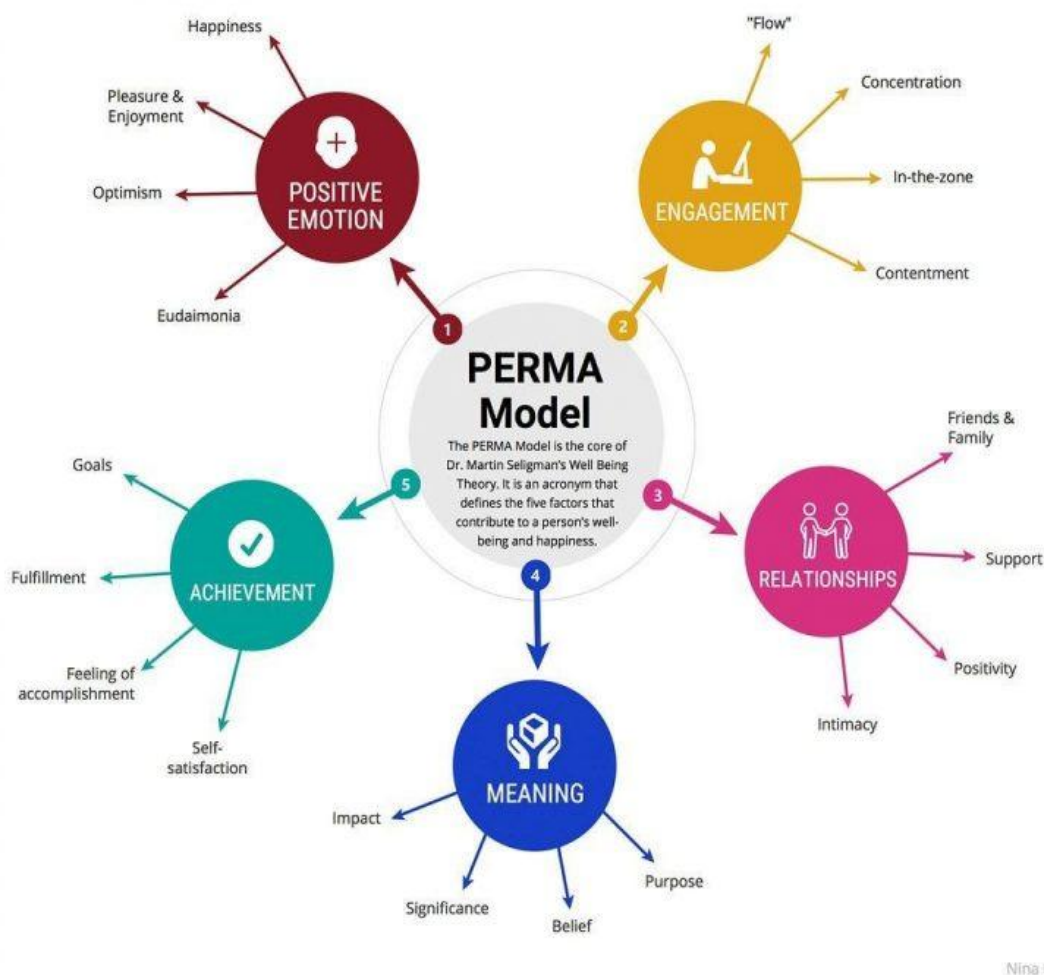 PERMA
Model
The PERMA Model is the core of
Dr. Martin Seligman's Well Being
Theory. It is an acronym that
defines the five factors that
contribute to a person's well-
being and happiness.
1
POSITIVE
EMOTION
Happiness
Pleasure &
Enjoyment
Optimism
Eudaimonia
2
ENGAGEMENT
"Flow"
Concentration
In-the-zone
Contentment
3
RELATIONSHIPS
Friends &
Family
Support
Positivity
Intimacy
4
MEANING
Purpose
Belief
Significance
Impact
5
ACHIEVEMENT
Goals
Fulfillment
Feeling of
accomplishment
Self-
satisfaction
Nina